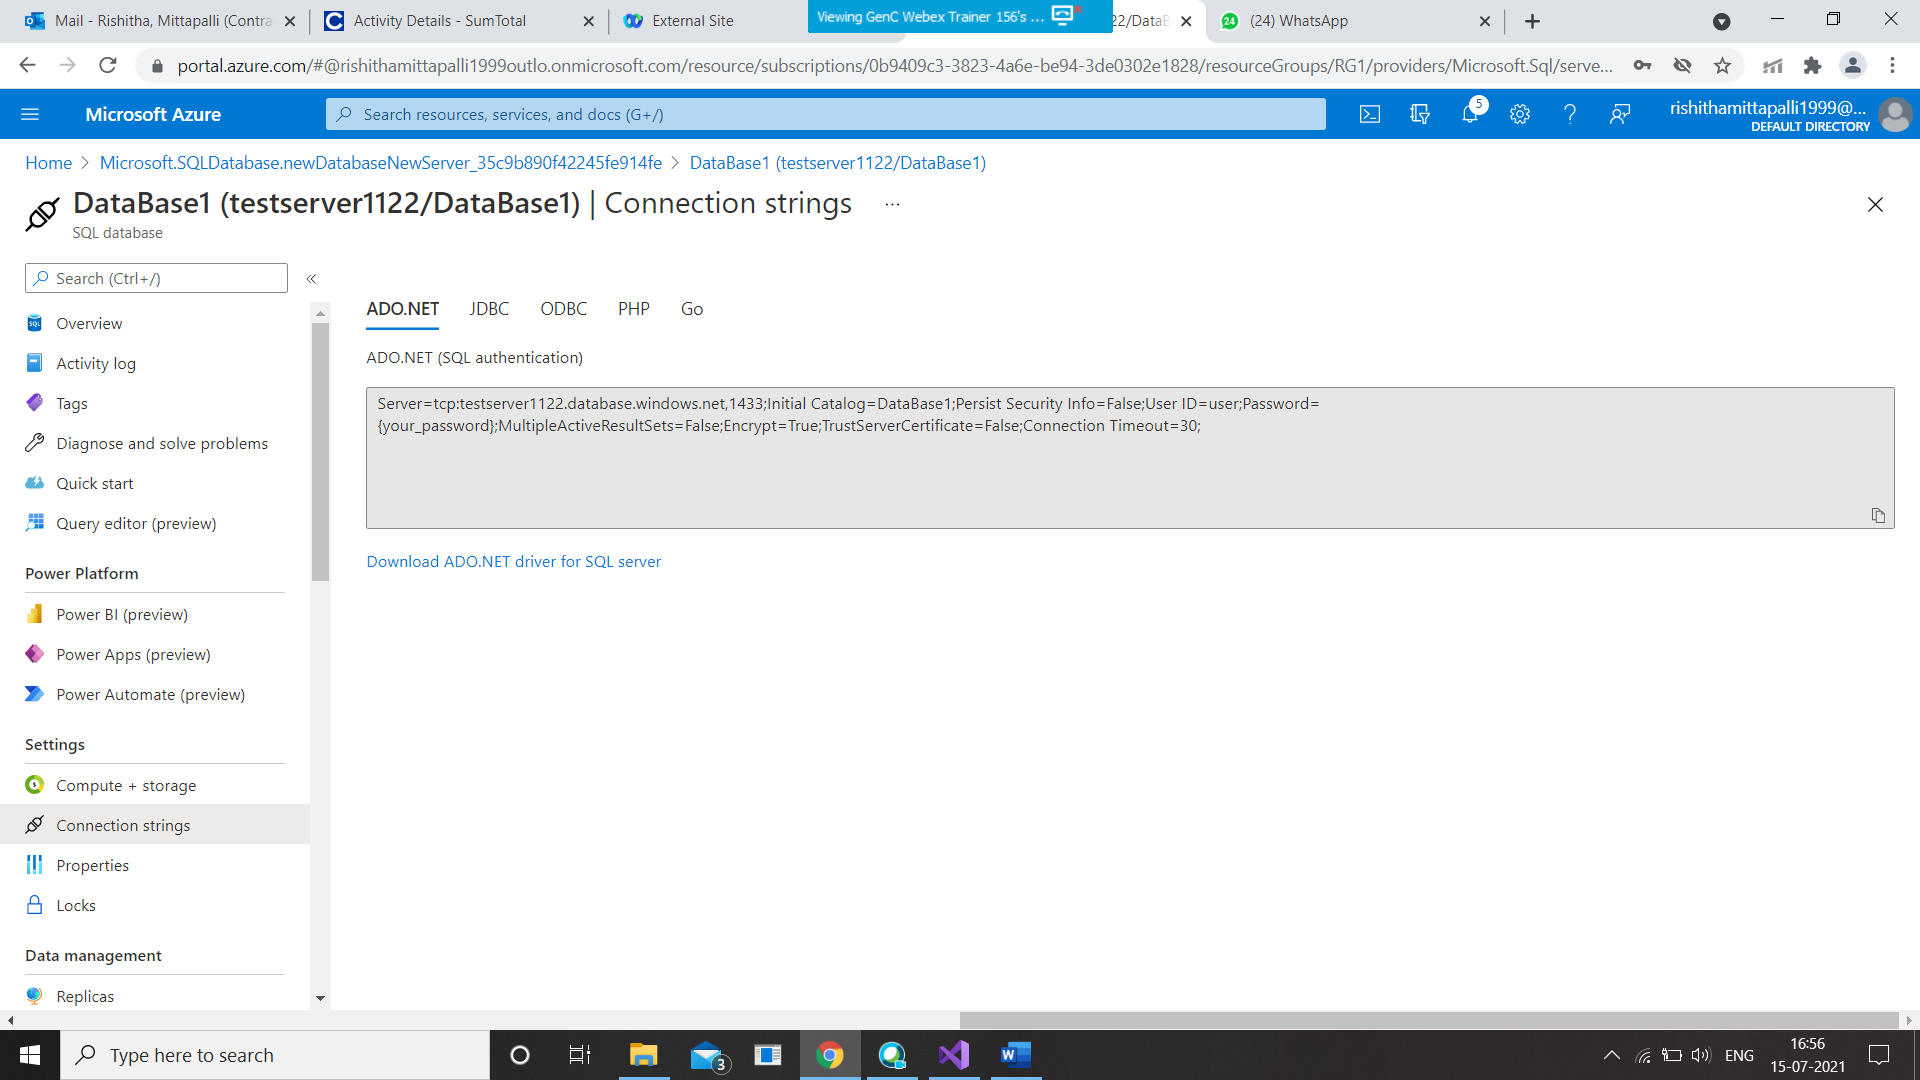 Mail - Rishitha, Mittapalli (Contra
Activity Details - SumTotal
External Site
Viewing GenC Webex Trainer 156's ...
22/DataB
24
(24) WhatsApp
portal.azure.com/#@rishithamittapalli1999outlo.onmicrosoft.com/resource/subscriptions/0b9409c3-3823-4a6e-be94-3de0302e1828/resourceGroups/RG1/providers/Microsoft.Sql/serve...
Microsoft Azure
Search resources, services, and docs (G+/)
5
rishithamittapalli1999@...
DEFAULT DIRECTORY
Home > Microsoft.SQLDatabase.newDatabaseNewServer_35c9b890f42245fe914fe > DataBase1 (testserver1122/DataBase1)
DataBase1 (testserver1122/DataBase1) | Connection strings ...
SQL database
Search (Ctrl+/)
«
SQL
Overview
Activity log
Tags
Diagnose and solve problems
Quick start
Query editor (preview)
Power Platform
Power BI (preview)
Power Apps (preview)
Power Automate (preview)
Settings
Compute + storage
Connection strings
Properties
Locks
Data management
Replicas
ADO.NET JDBC ODBC PHP Go
ADO.NET (SQL authentication)
Server=tcp:testserver1122.database.windows.net,1433;Initial Catalog=DataBase1;Persist Security Info=False;User ID=user;Password=
{your_password};MultipleActiveResultSets=False;Encrypt=True;TrustServerCertificate=False;Connection Timeout=30;
Download ADO.NET driver for SQL server
Type here to search
3
W
ENG
16:56
15-07-2021